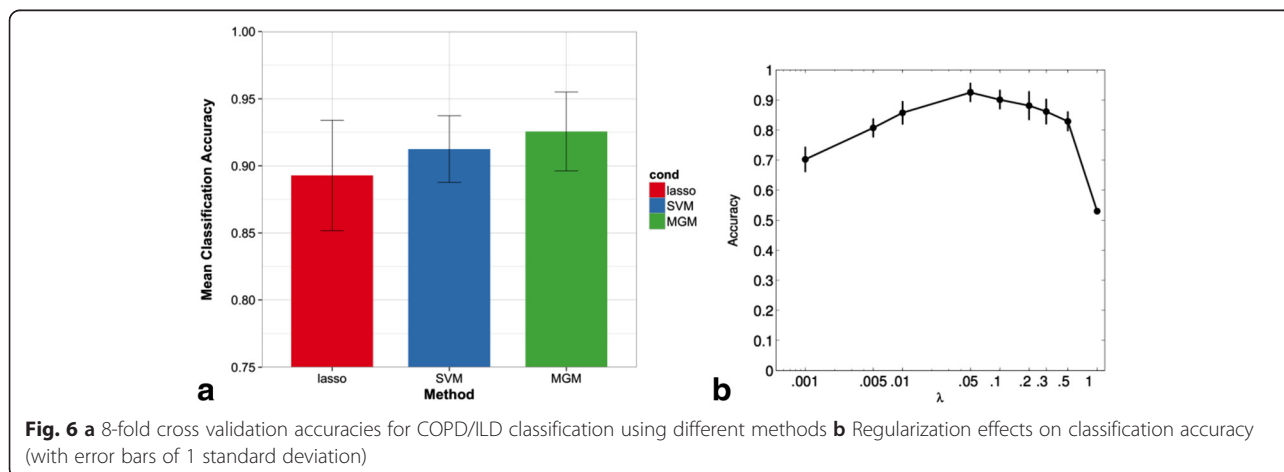 1.00
0.95
0.90
0.85
0.80
0.75
Mean Classification Accuracy
lasso
SVM
MGM
Method
cond
lasso
SVM
MGM
a
1
0.9
0.8
0.7
0.6
0.5
0.4
0.3
0.2
0.1
0
Accuracy
.001
.005
.01
.05
.1
.2
.3
.5
1
λ
b
Fig. 6 a 8-fold cross validation accuracies for COPD/ILD classification using different methods b Regularization effects on classification accuracy
(with error bars of 1 standard deviation)